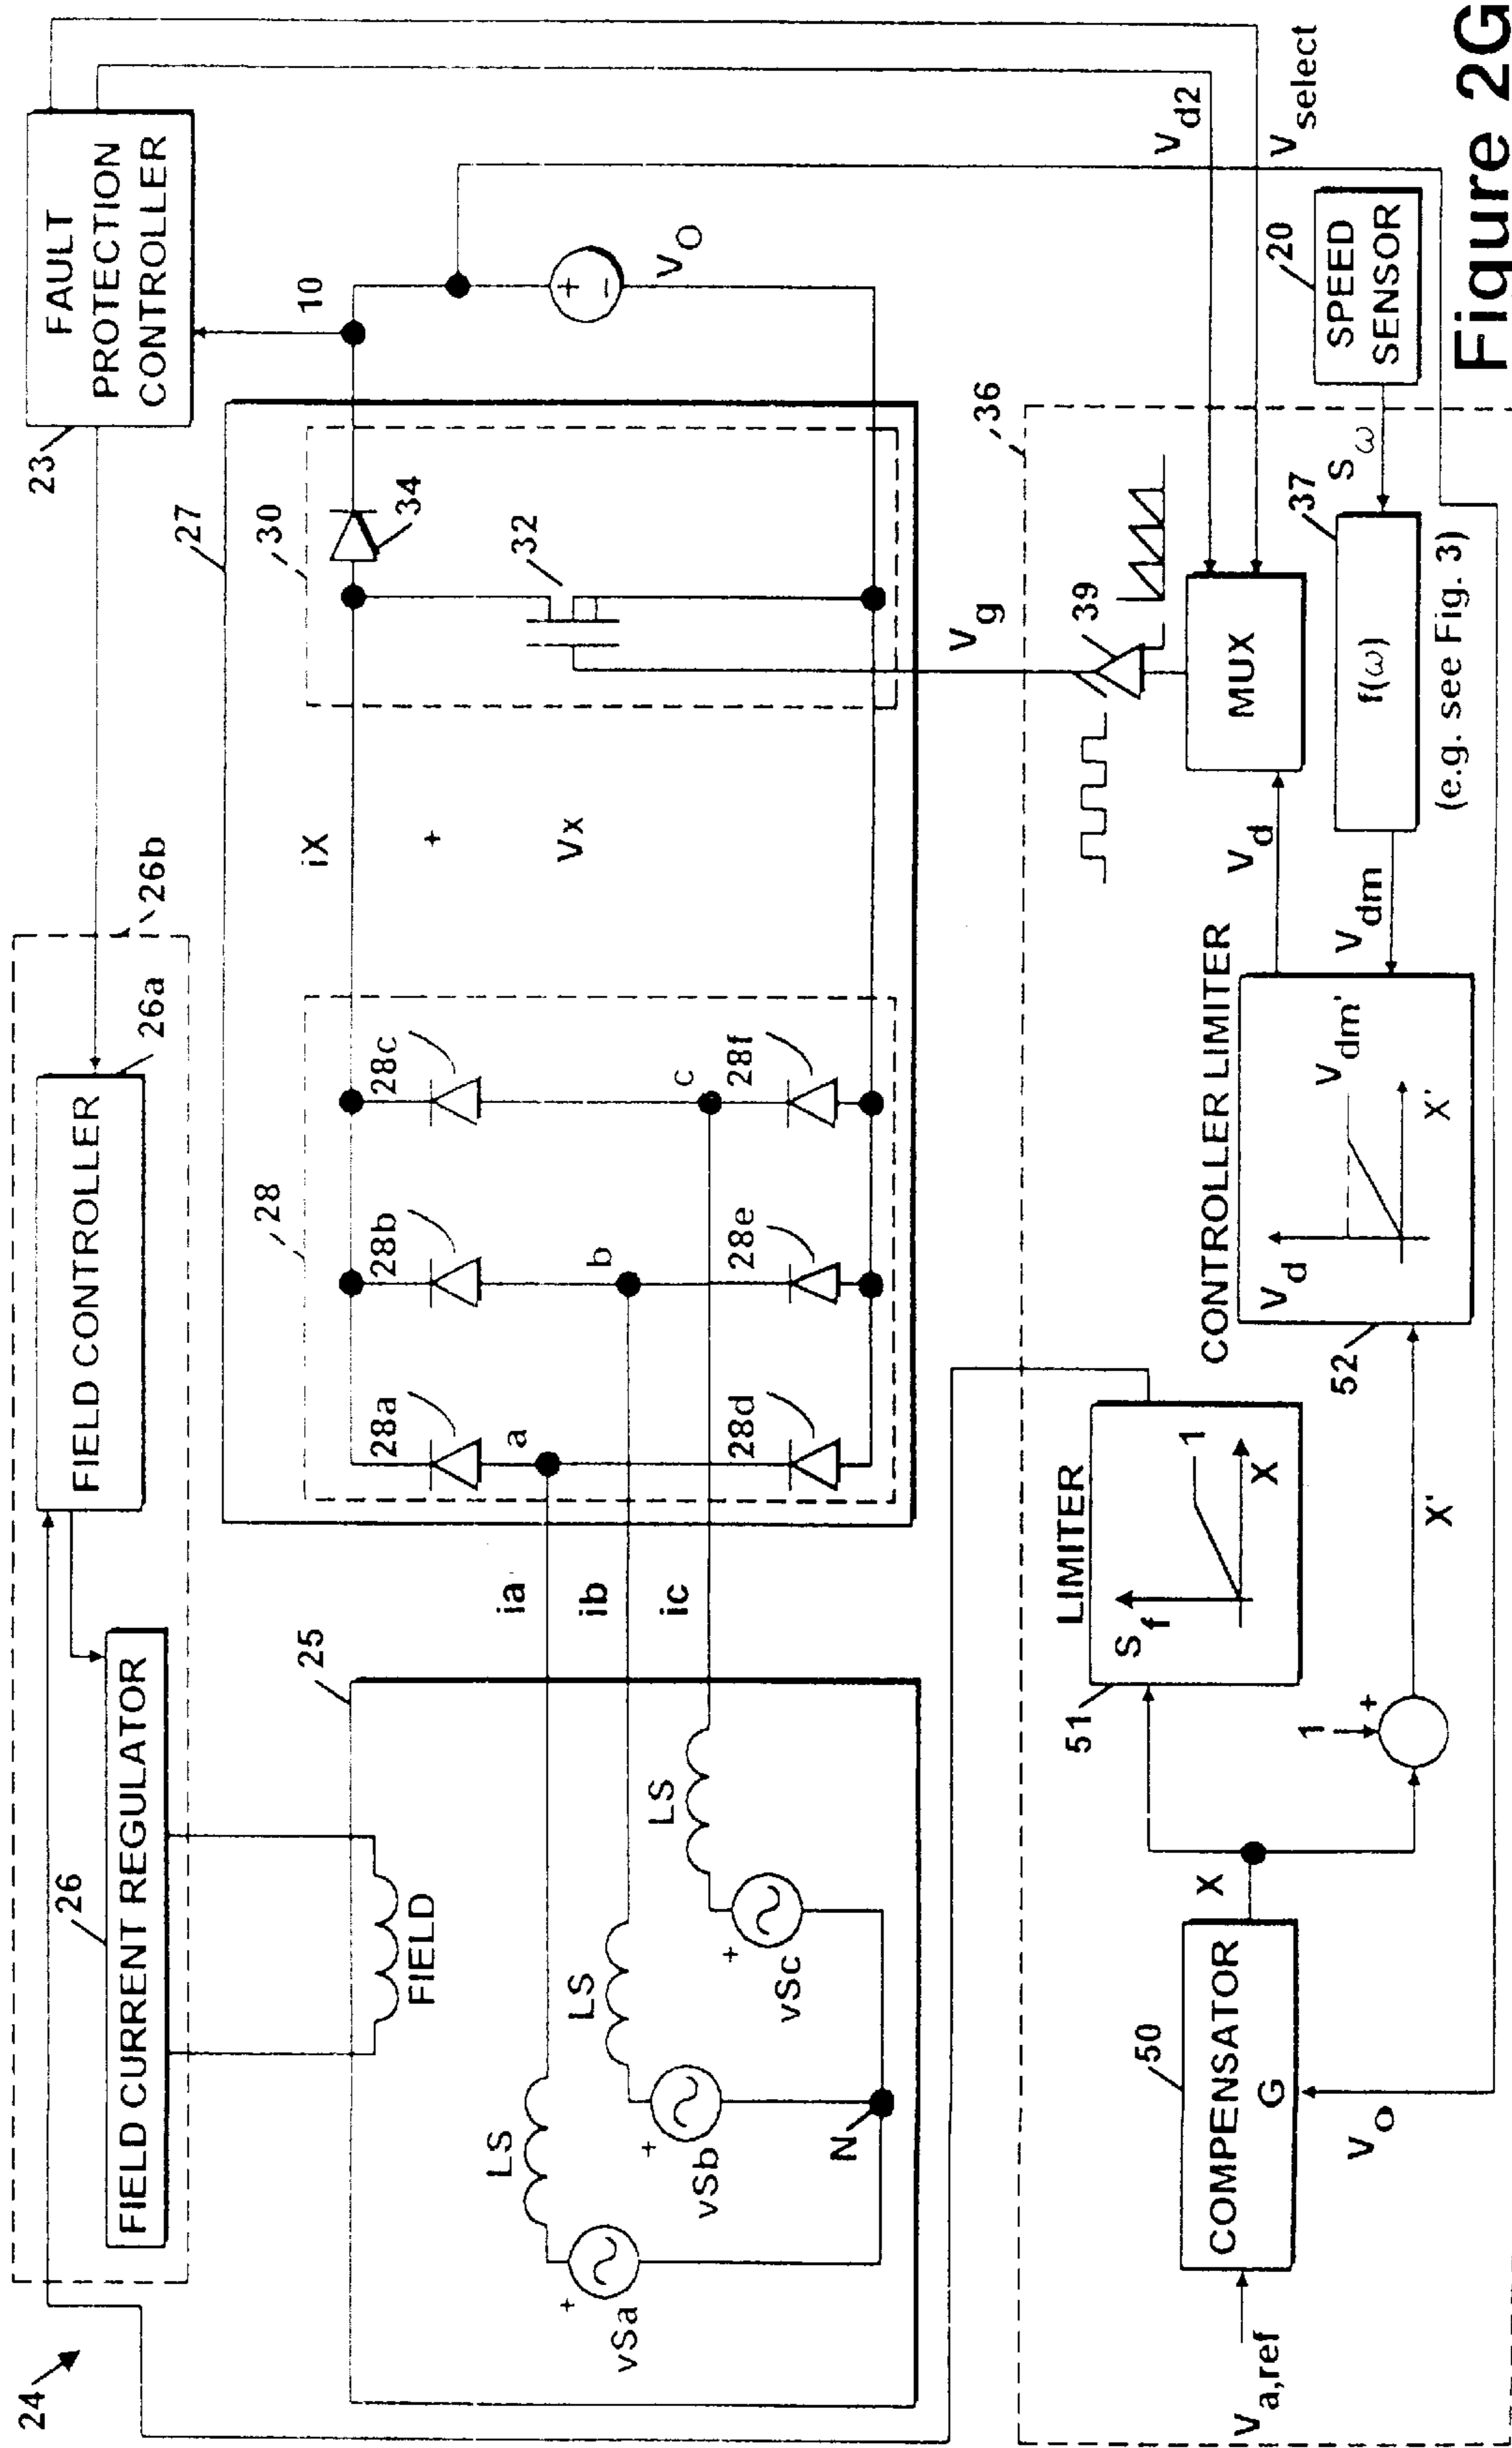 24
26b
26
FIELD CURRENT REGULATOR
FIELD CONTROLLER
26a
23
FAULT
PROTECTION
CONTROLLER
FIELD
25
LS
LS
LS
+
vSa
+
vSb
+
vSc
N
ia
ib
ic
27
28
28a
28b
28c
a
b
c
28d
28e
28f
iX
+
Vx
30
34
32
10
+
-
Vo
Vg
36
39
Vd2
Vselect
MUX
Vd
20
SPEED
SENSOR
Sω
37
f(ω)
(e.g. see Fig. 3)
Vdm
CONTROLLER LIMITER
Vd
Vdm'
X'
52
LIMITER
Sf
1
X
51
1
+
X'
X
50
COMPENSATOR
G
Va,ref
Vo
Figure 2G